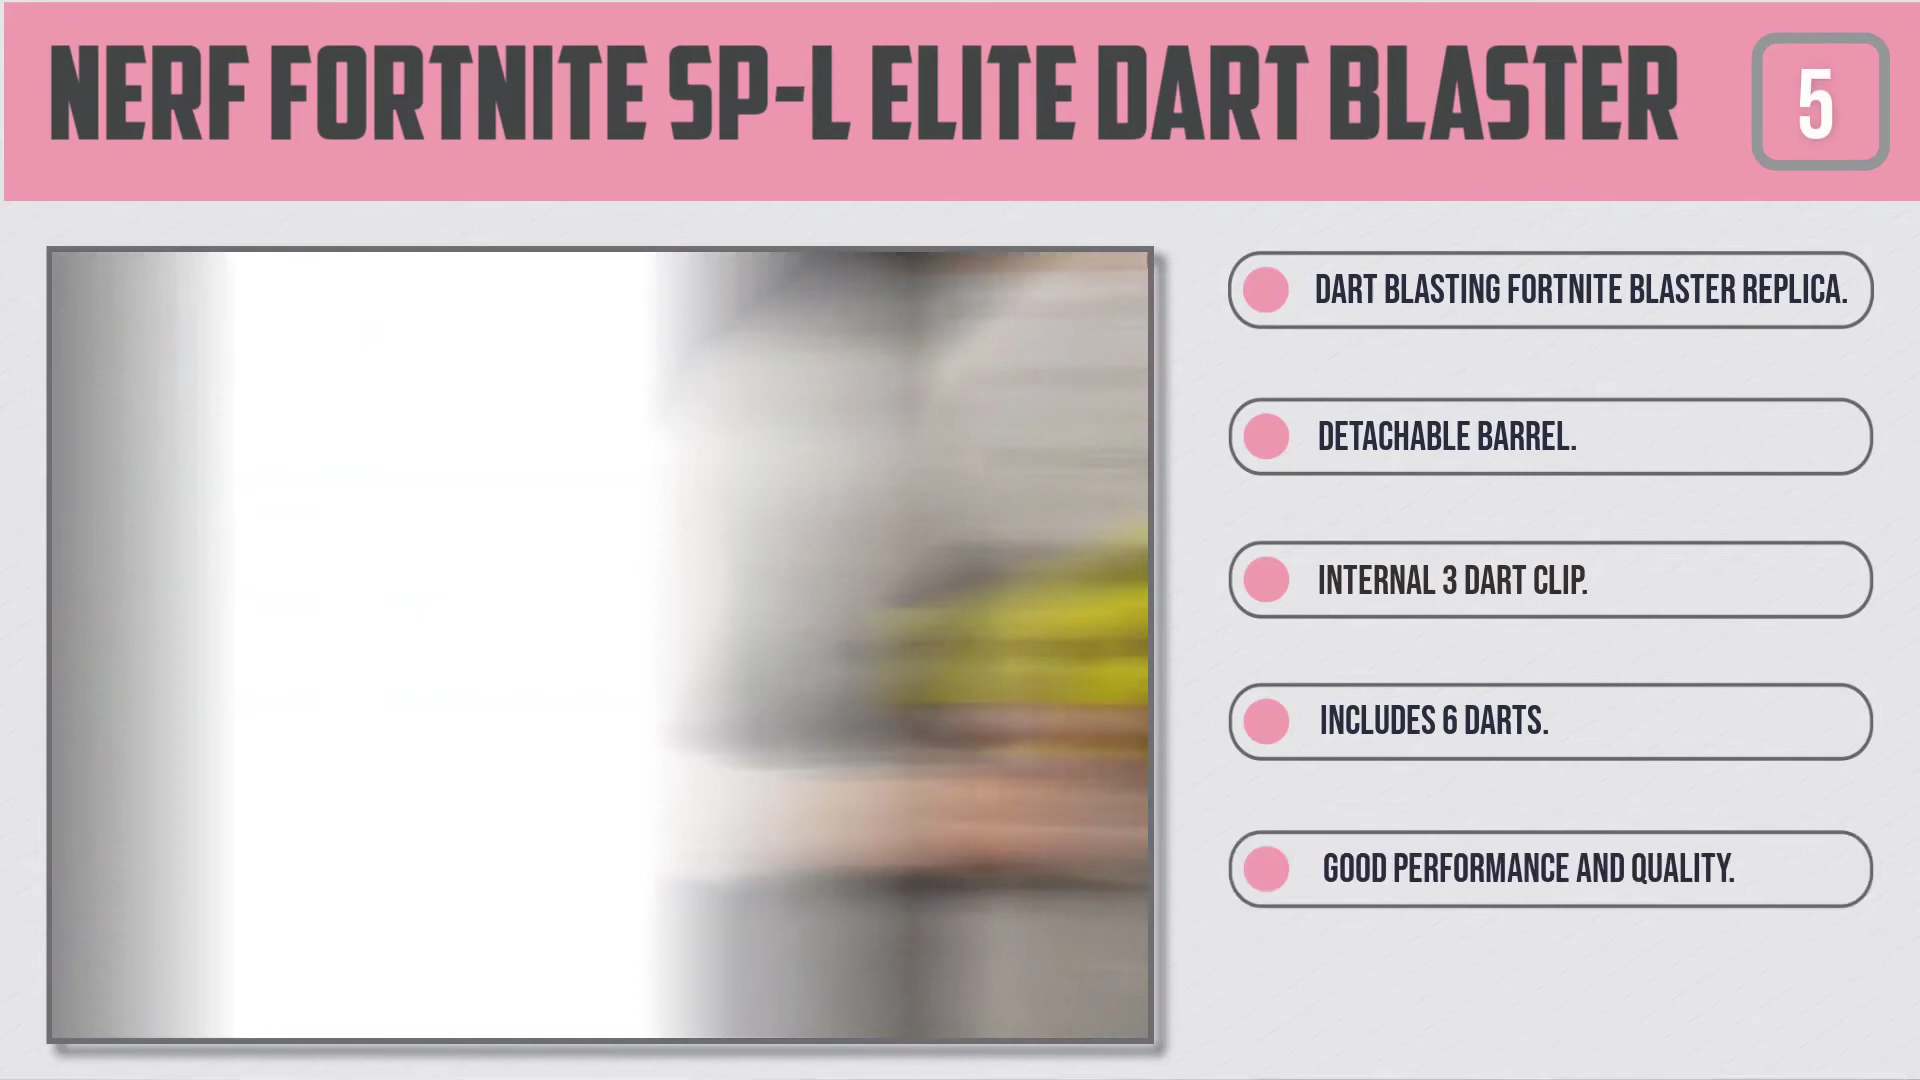 NERF FORTNITE SP-L ELITE DART BLASTER
5
DART BLASTING FORTNITE BLASTER REPLICA.
DETACHABLE BARREL.
INTERNAL 3 DART CLIP.
INCLUDES 6 DARTS.
GOOD PERFORMANCE AND QUALITY.